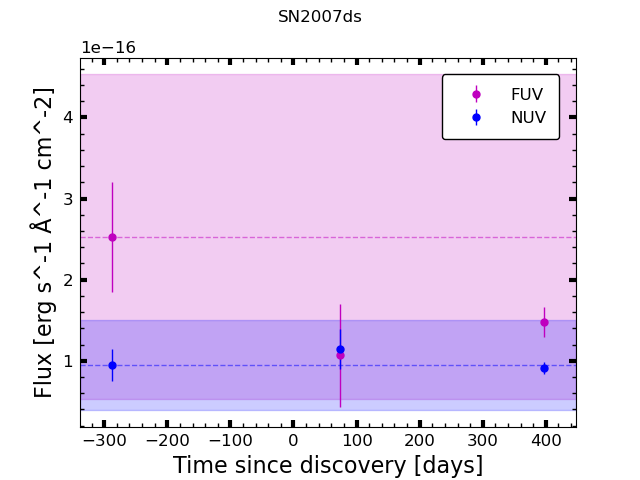 SN2007ds
1e−16
FUV
NUV
4
3
2
1
Flux [erg s^-1 Å^-1 cm^-2]
−300 −200 −100 0 100 200 300 400
Time since discovery [days]